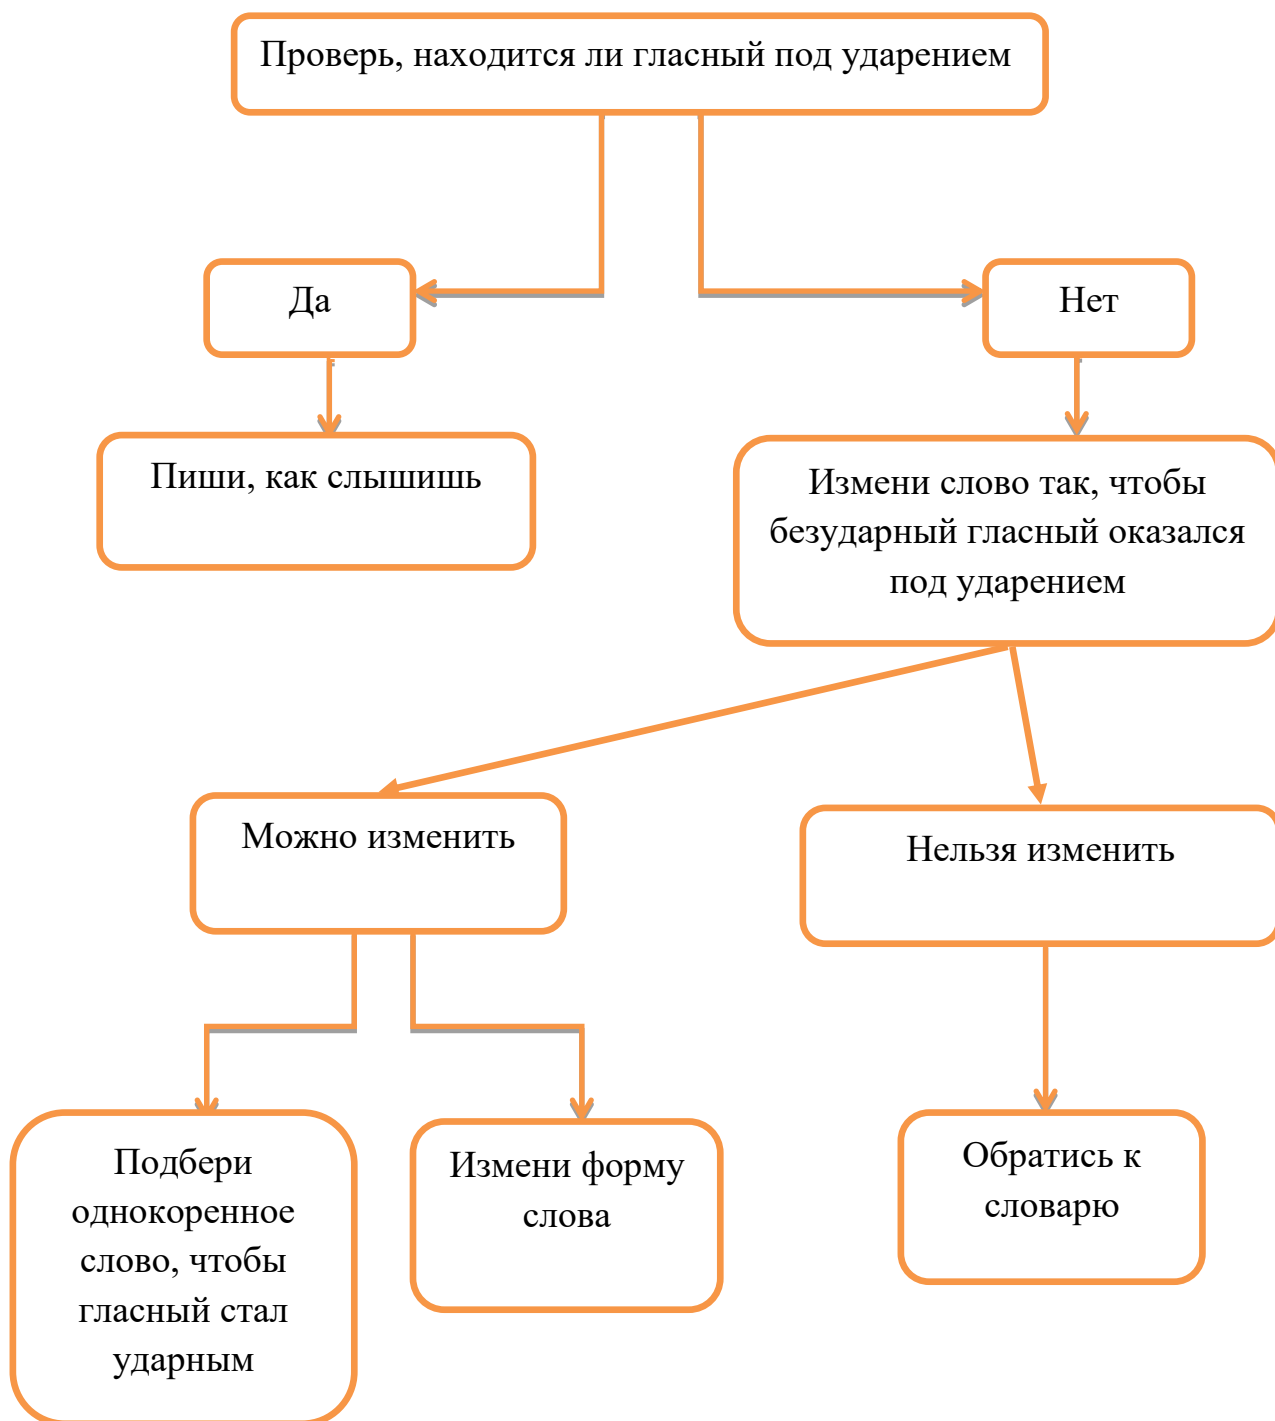 Проверь, находится ли гласный под ударением
Да
Нет
Пиши, как слышишь
Измени слово так, чтобы
безударный гласный оказался
под ударением
Можно изменить
Нельзя изменить
Подбери
однокоренное
слово, чтобы
гласный стал
ударным
Измени форму
слова
Обратись к
словарю